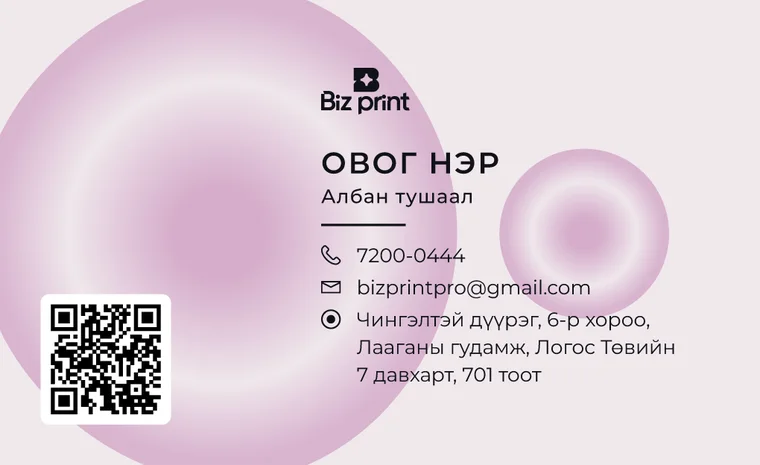 Biz print
ОВОГ НЭР
Албан тушаал
7200-0444
bizprintpro@gmail.com
Чингэлтэй дүүрэг, 6-р хороо,
Лааганы гудамж, Логос Төвийн
7 давхарт, 701 тоот